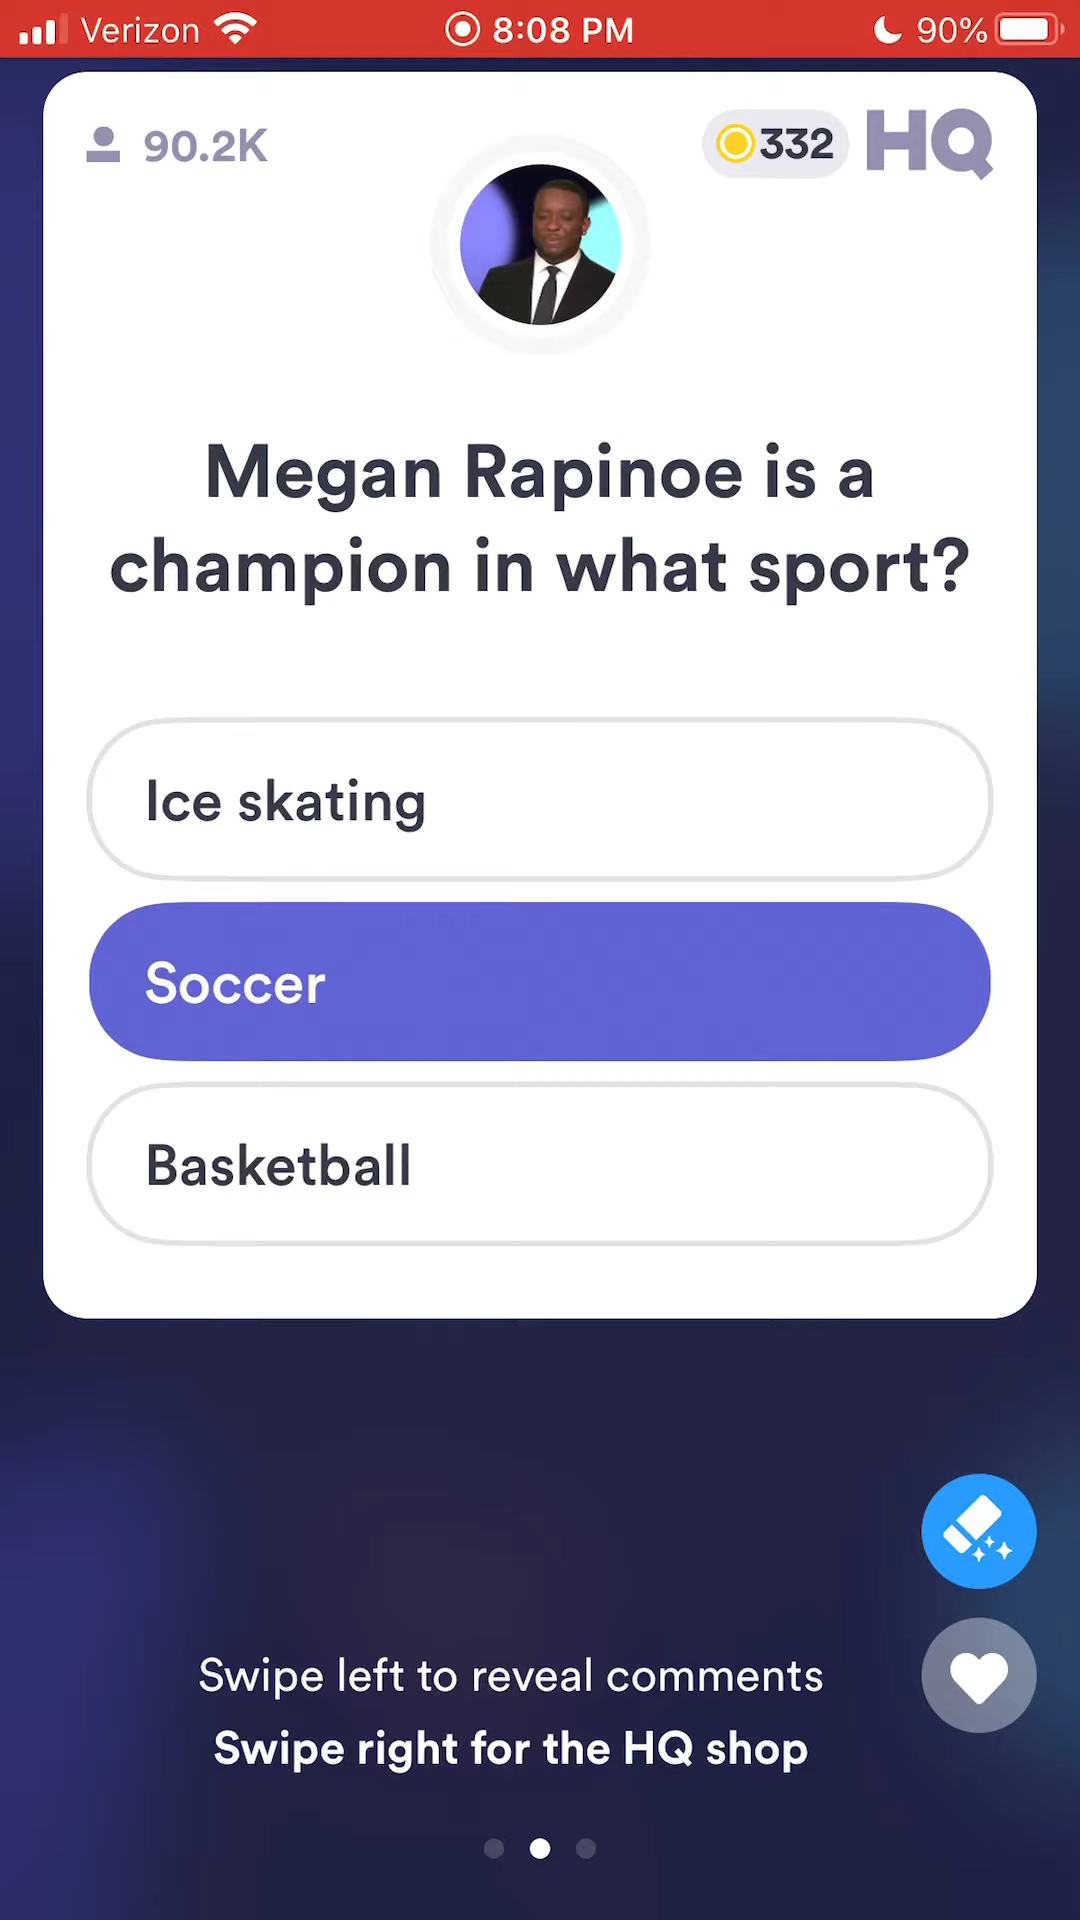 Verizon 8:08 PM 90%
90.2K 332 HQ
Megan Rapinoe is a
champion in what sport?
Ice skating
Soccer
Basketball
Swipe left to reveal comments
Swipe right for the HQ shop